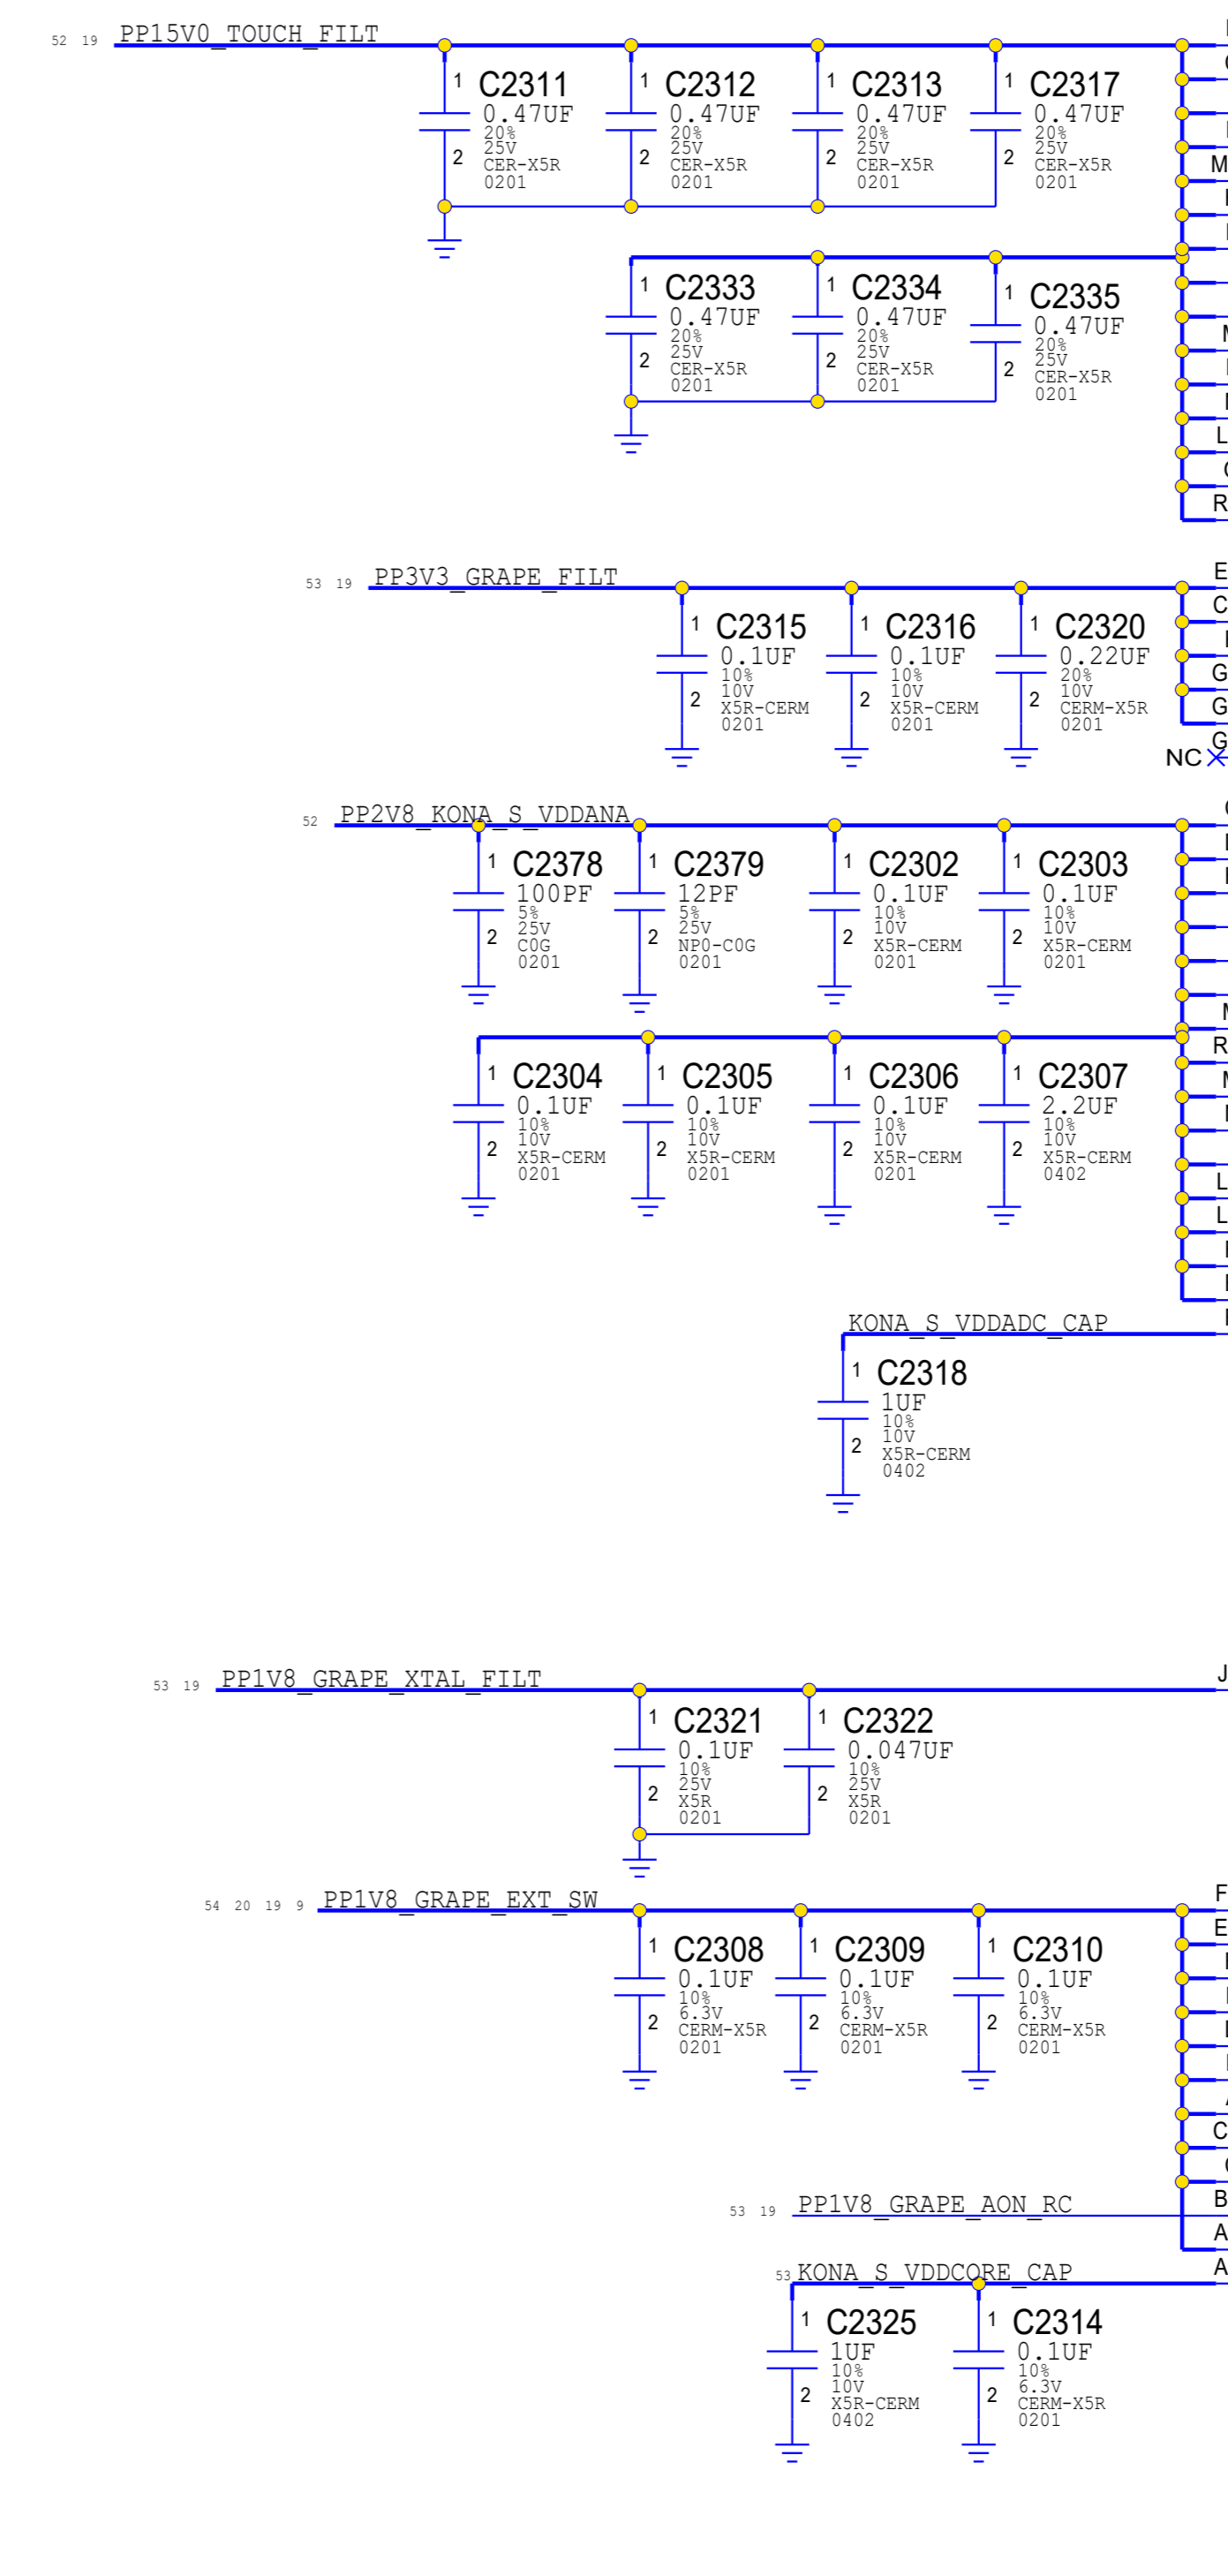 52 19 PP15V0_TOUCH_FILT
1 C2311
0.47UF
20%
25V
2 CER-X5R
0201
1 C2312
0.47UF
20%
25V
2 CER-X5R
0201
1 C2313
0.47UF
20%
25V
2 CER-X5R
0201
1 C2317
0.47UF
20%
25V
2 CER-X5R
0201
M
1 C2333
0.47UF
20%
25V
2 CER-X5R
0201
1 C2334
0.47UF
20%
25V
2 CER-X5R
0201
1 C2335
0.47UF
20%
25V
2 CER-X5R
0201
L
R
53 19 PP3V3_GRAPE_FILT
E
C
1 C2315
0.1UF
10%
10V
2 X5R-CERM
0201
1 C2316
0.1UF
10%
10V
2 X5R-CERM
0201
1 C2320
0.22UF
20%
10V
2 CERM-X5R
0201
G
G
G
NC
52 PP2V8_KONA_S_VDDANA
1 C2378
100PF
5%
25V
2 C0G
0201
1 C2379
12PF
5%
25V
2 NP0-C0G
0201
1 C2302
0.1UF
10%
10V
2 X5R-CERM
0201
1 C2303
0.1UF
10%
10V
2 X5R-CERM
0201
R
1 C2304
0.1UF
10%
10V
2 X5R-CERM
0201
1 C2305
0.1UF
10%
10V
2 X5R-CERM
0201
1 C2306
0.1UF
10%
10V
2 X5R-CERM
0201
1 C2307
2.2UF
10%
10V
2 X5R-CERM
0402
L
L
KONA_S_VDDADC_CAP
1 C2318
1UF
10%
10V
2 X5R-CERM
0402
53 19 PP1V8_GRAPE_XTAL_FILT
J
1 C2321
0.1UF
10%
25V
2 X5R
0201
1 C2322
0.047UF
10%
25V
2 X5R
0201
54 20 19 9 PP1V8_GRAPE_EXT_SW
F
E
1 C2308
0.1UF
10%
6.3V
2 CERM-X5R
0201
1 C2309
0.1UF
10%
6.3V
2 CERM-X5R
0201
1 C2310
0.1UF
10%
6.3V
2 CERM-X5R
0201
C
53 19 PP1V8_GRAPE_AON_RC
B
A
53 KONA_S_VDDCORE_CAP
A
1 C2325
1UF
10%
10V
2 X5R-CERM
0402
1 C2314
0.1UF
10%
6.3V
2 CERM-X5R
0201